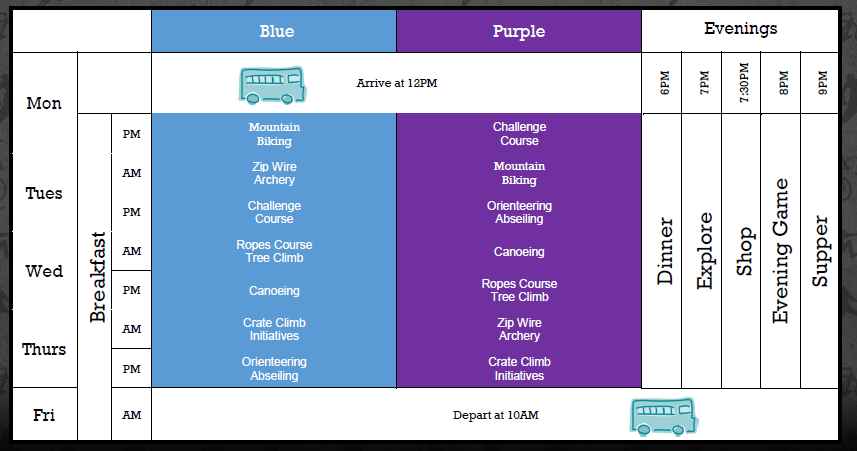 Blue
Purple
Evenings
Mon
Arrive at 12PM
6PM
7PM
7:30PM
8PM
9PM
Breakfast
PM
Mountain
Biking
Challenge
Course
Tues
AM
Zip Wire
Archery
Mountain
Biking
PM
Challenge
Course
Orienteering
Abseiling
Wed
AM
Ropes Course
Tree Climb
Canoeing
PM
Canoeing
Ropes Course
Tree Climb
Thurs
AM
Crate Climb
Initiatives
Zip Wire
Archery
PM
Orienteering
Abseiling
Crate Climb
Initiatives
Dinner
Explore
Shop
Evening Game
Supper
Fri
AM
Depart at 10AM